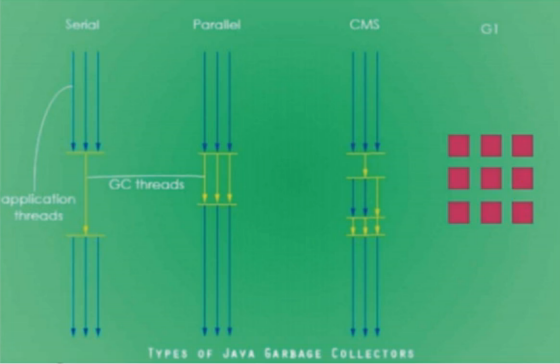 Serial
Parallel
CMS
G1
application
threads
GC threads
Types of Java Garbage Collectors